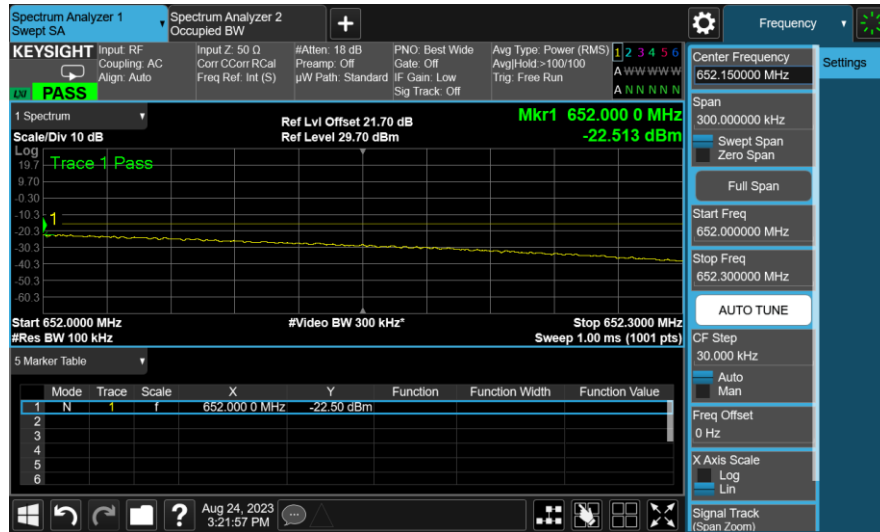 Spectrum Analyzer 1
Swept SA
Spectrum Analyzer 2
Occupied BW
+
Frequency
KEYSIGHT
LXI PASS
Input: RF
Coupling: AC
Align: Auto
Input Z: 50 Ω
Corr CCorr RCal
Freq Ref: Int (S)
#Atten: 18 dB
Preamp: Off
µW Path: Standard
PNO: Best Wide
Gate: Off
IF Gain: Low
Sig Track: Off
Avg Type: Power (RMS)
Avg|Hold:>100/100
Trig: Free Run
1 2 3 4 5 6
A W W W W W
A N N N N N
1 Spectrum
Scale/Div 10 dB
Ref Lvl Offset 21.70 dB
Ref Level 29.70 dBm
Mkr1 652.000 0 MHz
-22.513 dBm
Log
Trace 1 Pass
19.7
9.70
-0.30
-10.3
-20.3
-30.3
-40.3
-50.3
-60.3
1
Start 652.0000 MHz
#Res BW 100 kHz
#Video BW 300 kHz*
Stop 652.3000 MHz
Sweep 1.00 ms (1001 pts)
5 Marker Table
Mode Trace Scale X Y Function Function Width Function Value
1 N 1 f 652.000 0 MHz -22.50 dBm
2
3
4
5
6
?
Aug 24, 2023
3:21:57 PM
Center Frequency
652.150000 MHz
Settings
Span
300.000000 kHz
Swept Span
Zero Span
Full Span
Start Freq
652.000000 MHz
Stop Freq
652.300000 MHz
AUTO TUNE
CF Step
30.000 kHz
Auto
Man
Freq Offset
0 Hz
X Axis Scale
Log
Lin
Signal Track
(Span Zoom)